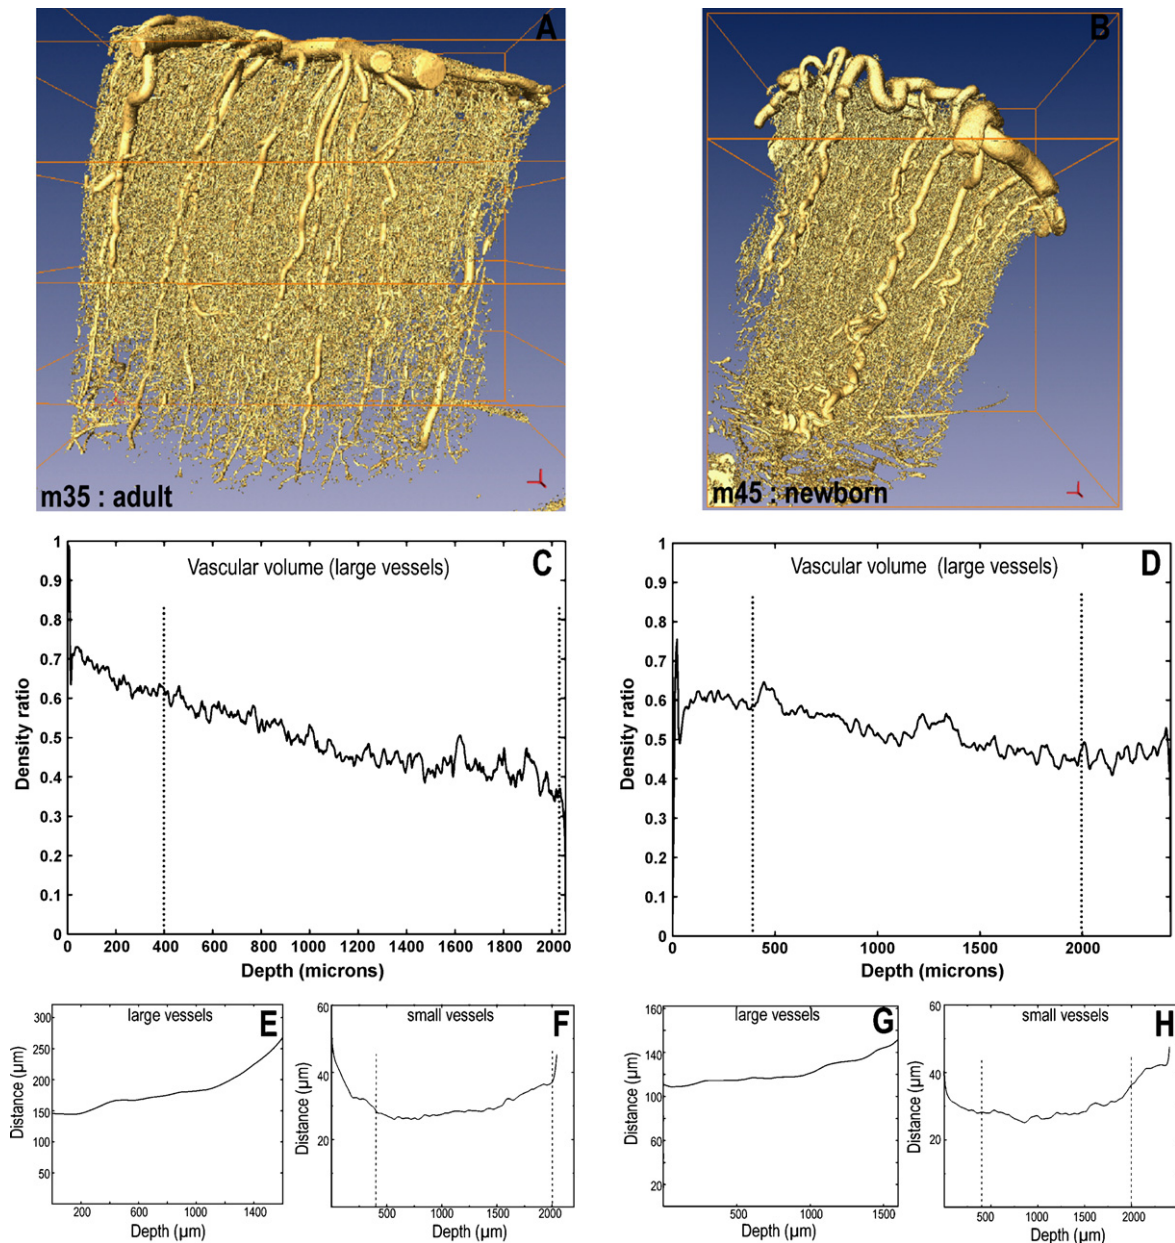 A
m35 : adult
B
m45 : newborn
C
Vascular volume (large vessels)
Density ratio
1
0.9
0.8
0.7
0.6
0.5
0.4
0.3
0.2
0.1
0
0 200 400 600 800 1000 1200 1400 1600 1800 2000
Depth (microns)
D
Vascular volume (large vessels)
Density ratio
1
0.9
0.8
0.7
0.6
0.5
0.4
0.3
0.2
0.1
0
0 500 1000 1500 2000
Depth (microns)
E
large vessels
Distance (µm)
300
250
200
150
100
50
200 600 1000 1400
Depth (µm)
F
small vessels
Distance (µm)
60
40
20
500 1000 1500 2000
Depth (µm)
G
large vessels
Distance (µm)
160
140
120
100
80
60
40
20
500 1000 1500
Depth (µm)
H
small vessels
Distance (µm)
60
40
20
500 1000 1500 2000
Depth (µm)